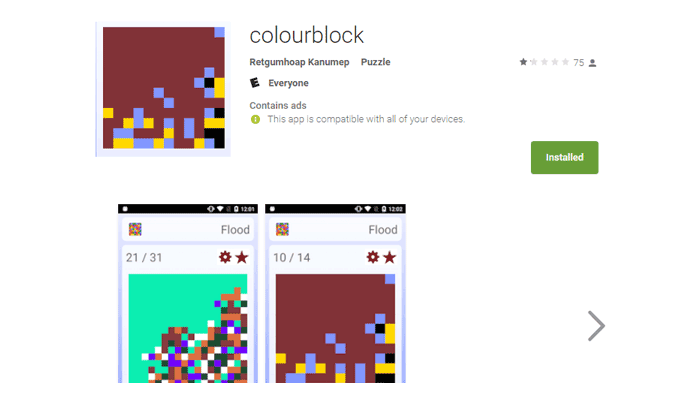 colourblock
Retgumhoap Kanumep Puzzle
75
E Everyone
Contains ads
This app is compatible with all of your devices.
Installed
12:01
Flood
21 / 31
12:02
Flood
10 / 14